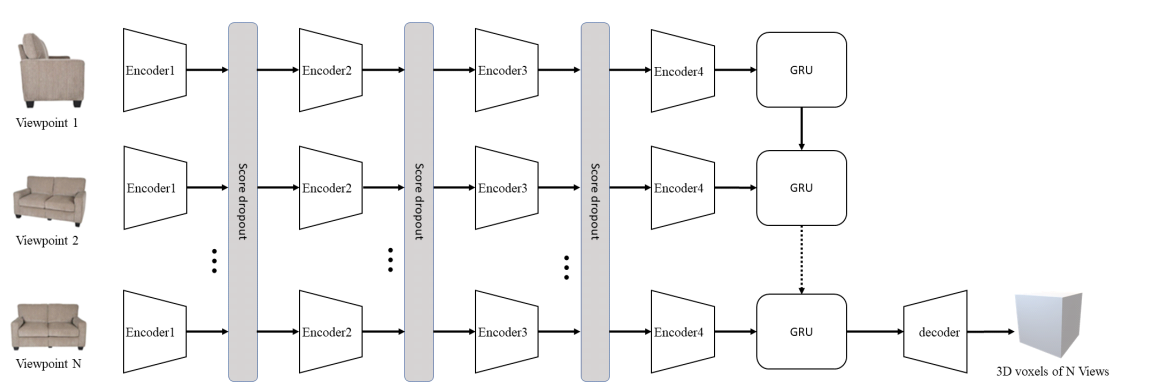 Encoder1
Encoder2
Encoder3
Encoder4
GRU
Viewpoint 1
Encoder1
Encoder2
Encoder3
Encoder4
GRU
Viewpoint 2
Score dropout
Score dropout
Score dropout
Encoder1
Encoder2
Encoder3
Encoder4
GRU
decoder
Viewpoint N
3D voxels of N Views